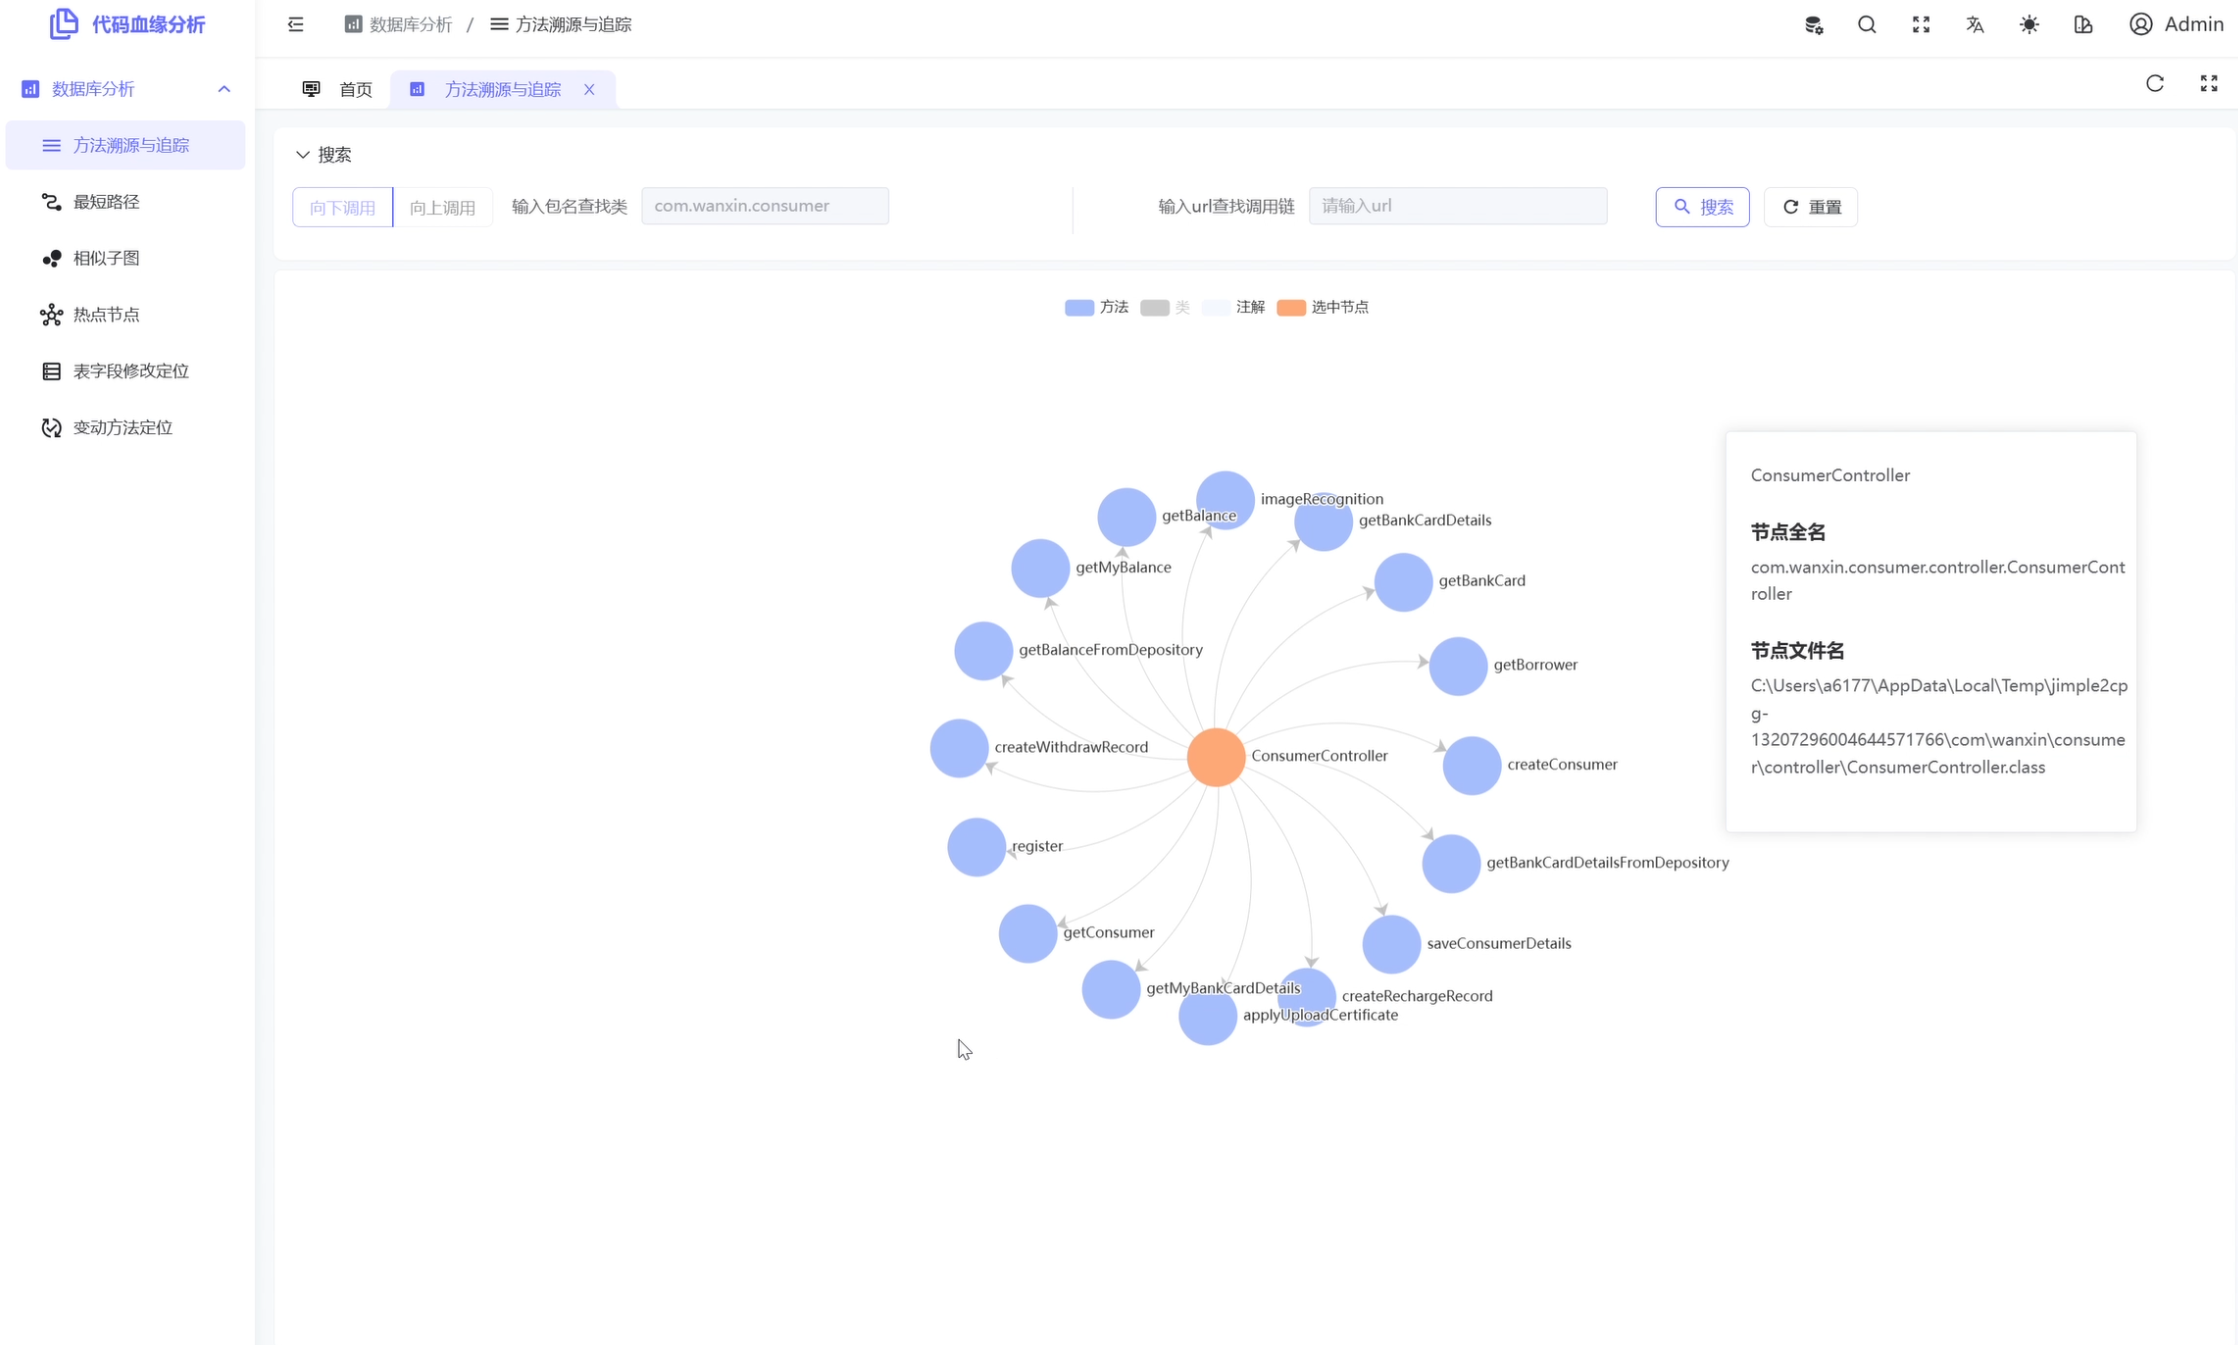 代码血缘分析
数据库分析 / 方法溯源与追踪
Admin
数据库分析
首页
方法溯源与追踪 X
方法溯源与追踪
最短路径
相似子图
热点节点
表字段修改定位
变动方法定位
搜索
向下调用 向上调用 输入包名查找类 com.wanxin.consumer 输入url查找调用链 请输入url 搜索 重置
方法 类 注解 选中节点
imageRecognition
getBalance
getBankCardDetails
getMyBalance
getBankCard
getBalanceFromDepository
getBorrower
createWithdrawRecord
ConsumerController
createConsumer
register
getBankCardDetailsFromDepository
getConsumer
saveConsumerDetails
getMyBankCardDetails
createRechargeRecord
applyUploadCertificate
ConsumerController
节点全名
com.wanxin.consumer.controller.ConsumerCont
roller
节点文件名
C:\Users\a6177\AppData\Local\Temp\jimple2cp
g-
13207296004644571766\com\wanxin\consume
r\controller\ConsumerController.class